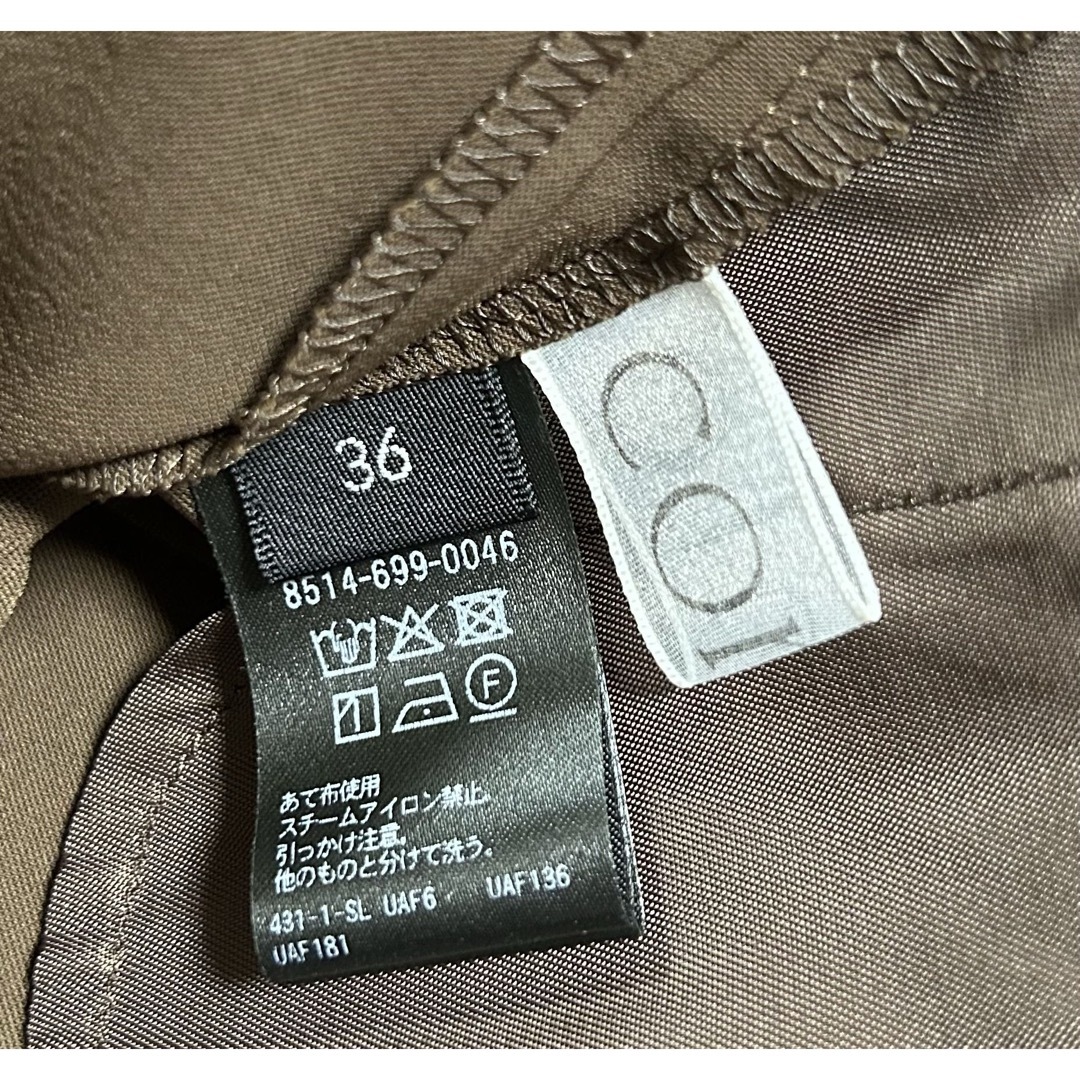 36
8514-699-0046
F
あて布使用
スチームアイロン禁止。
引っかけ注意。
他のものと分けて洗う。
431-1-SL UAF6 UAF136
UAF181
CO